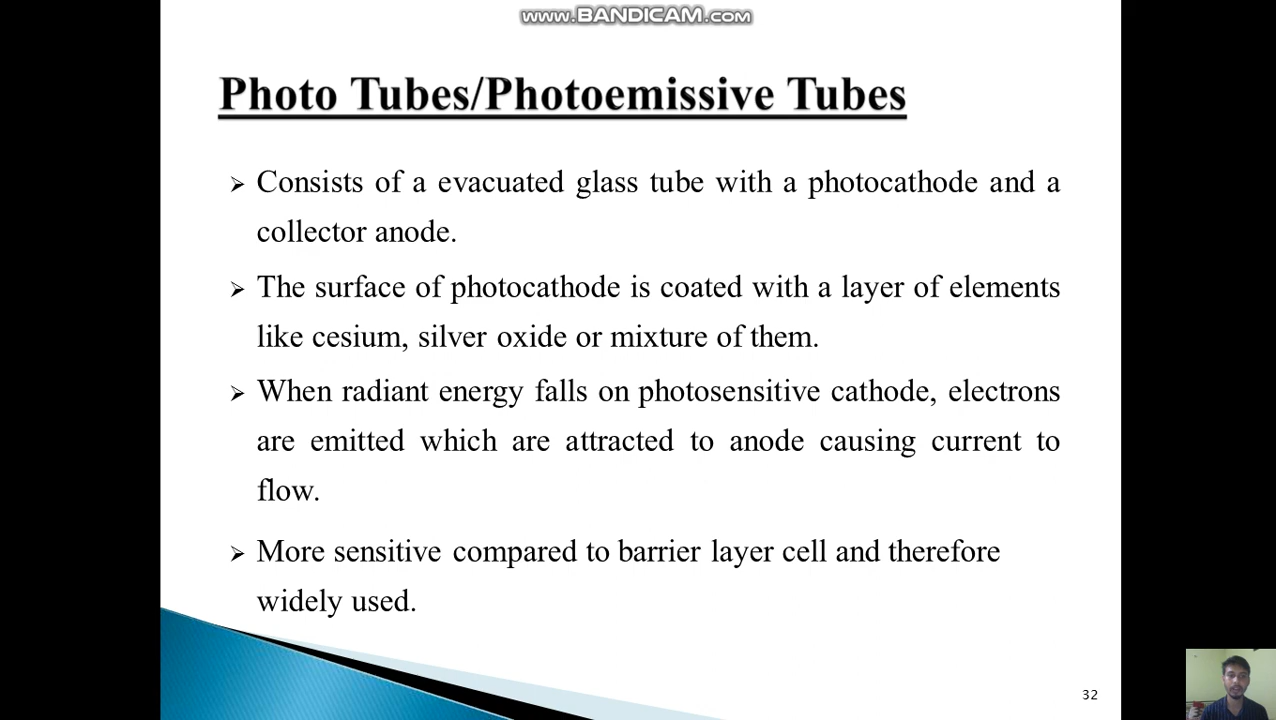 www.BANDICAM.com
Photo Tubes/Photoemissive Tubes
➢ Consists of a evacuated glass tube with a photocathode and a
collector anode.
➢ The surface of photocathode is coated with a layer of elements
like cesium, silver oxide or mixture of them.
➢ When radiant energy falls on photosensitive cathode, electrons
are emitted which are attracted to anode causing current to
flow.
➢ More sensitive compared to barrier layer cell and therefore
widely used.
32